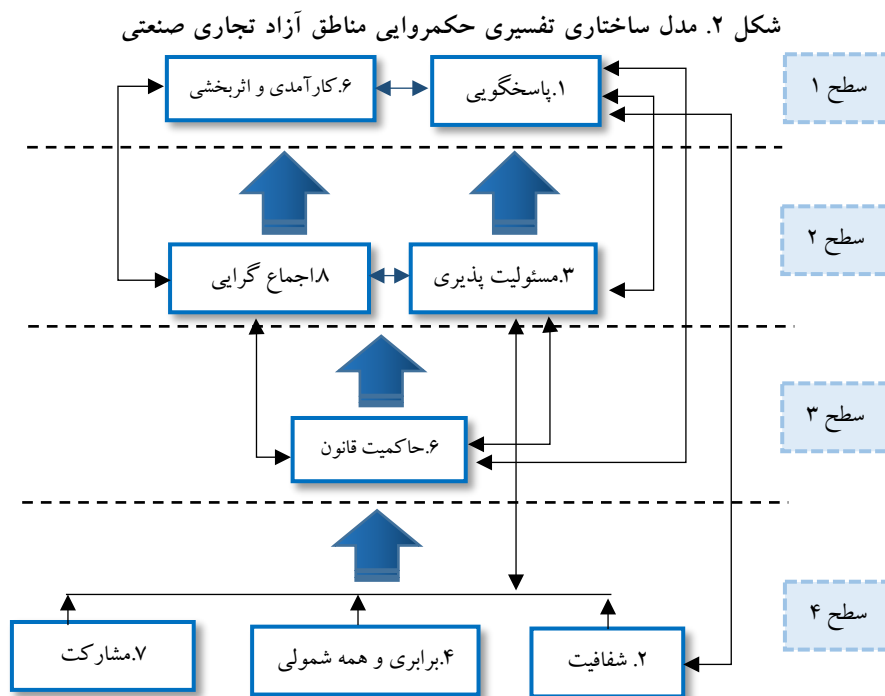 شکل ۲. مدل ساختاری تفسیری حکمروایی مناطق آزاد تجاری صنعتی
سطح ۱
۱.پاسخگویی
۶.کارآمدی و اثربخشی
سطح ۲
۳.مسئولیت پذیری
۸.اجماع گرایی
سطح ۳
۶.حاکمیت قانون
سطح ۴
۲. شفافیت
۴.برابری و همه شمولی
۷.مشارکت